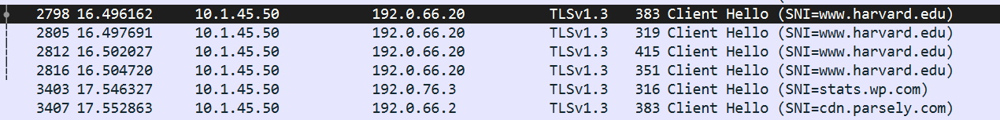 2798 16.496162 10.1.45.50 192.0.66.20 TLSv1.3 383 Client Hello (SNI=www.harvard.edu)
2805 16.497691 10.1.45.50 192.0.66.20 TLSv1.3 319 Client Hello (SNI=www.harvard.edu)
2812 16.502027 10.1.45.50 192.0.66.20 TLSv1.3 415 Client Hello (SNI=www.harvard.edu)
2816 16.504720 10.1.45.50 192.0.66.20 TLSv1.3 351 Client Hello (SNI=www.harvard.edu)
3403 17.546327 10.1.45.50 192.0.76.3 TLSv1.3 316 Client Hello (SNI=stats.wp.com)
3407 17.552863 10.1.45.50 192.0.66.2 TLSv1.3 383 Client Hello (SNI=cdn.parsely.com)